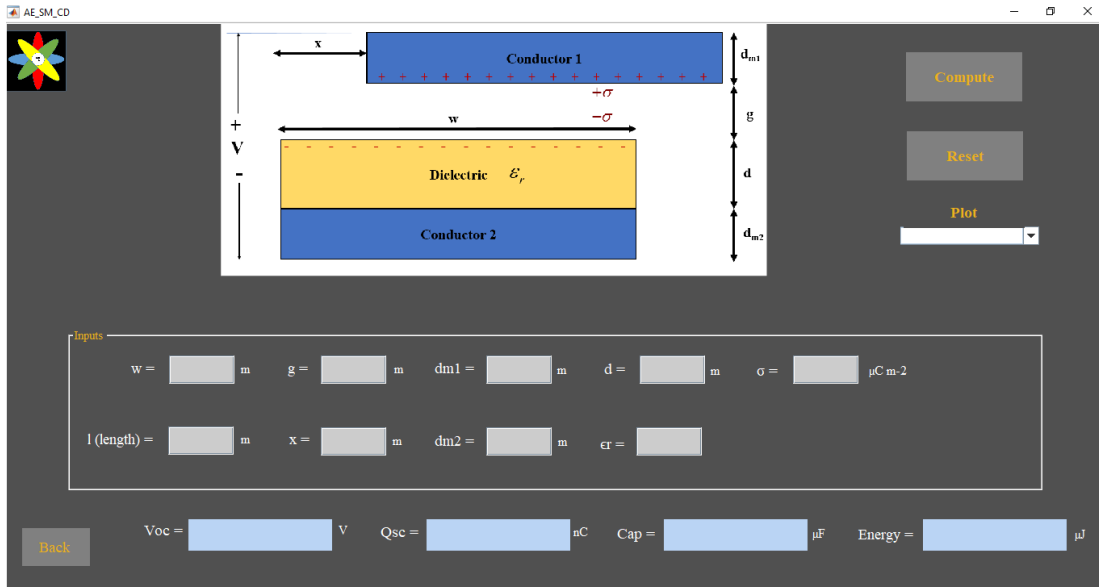 AE_SM_CD
x
Conductor 1
dm1
+ + + + + + + + + + + + + + + +
+σ
−σ
g
+
V
-
w
- - - - - - - - - - - - - - - -
Dielectric εr
d
Conductor 2
dm2
Compute
Reset
Plot
Inputs
w = m g = m dm1 = m d = m σ = μC m-2
l (length) = m x = m dm2 = m ϵr =
Voc = V Qsc = nC Cap = μF Energy = μJ
Back